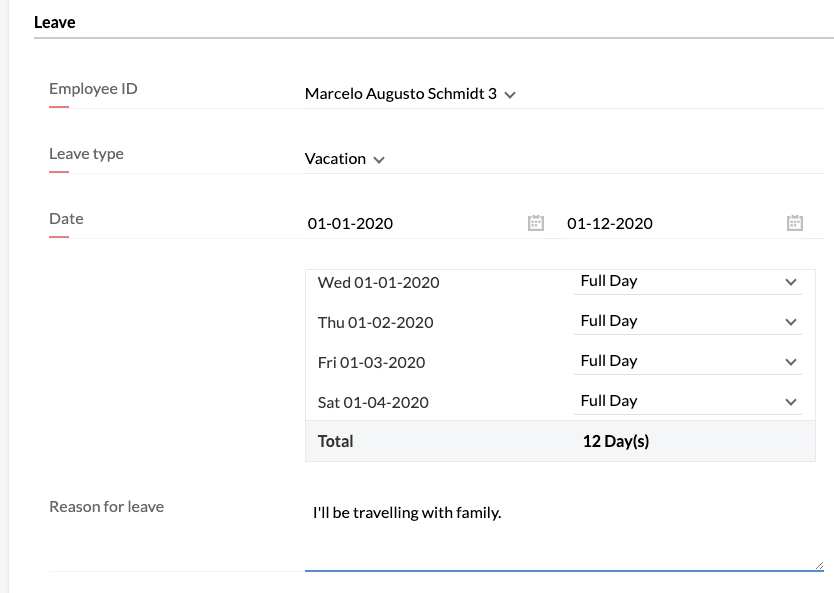 Leave
Employee ID
Marcelo Augusto Schmidt 3
Leave type
Vacation
Date
01-01-2020
01-12-2020
Wed 01-01-2020 Full Day
Thu 01-02-2020 Full Day
Fri 01-03-2020 Full Day
Sat 01-04-2020 Full Day
Total 12 Day(s)
Reason for leave
I'll be travelling with family.